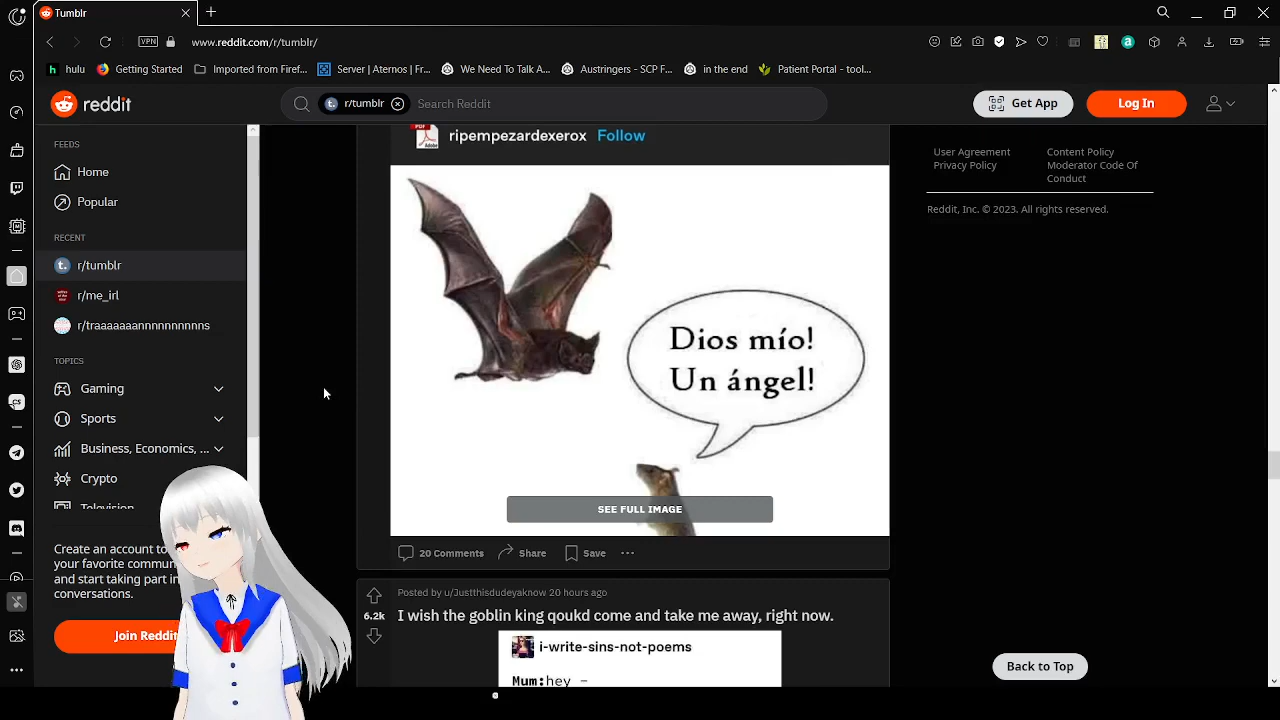 Tumblr
VPN
www.reddit.com/r/tumblr/
hulu
Getting Started
Imported from Firef...
Server | Aternos | Fr...
We Need To Talk A...
Austringers - SCP F...
in the end
Patient Portal - tool...
reddit
r/tumblr
Search Reddit
Get App
Log In
FEEDS
Home
Popular
RECENT
r/tumblr
r/me_irl
r/traaaaaaannnnnnnnns
TOPICS
Gaming
Sports
Business, Economics, ...
Crypto
Television
Create an account to
your favorite commun
and start taking part in
conversations.
Join Reddit
PDF
Adobe
ripempezardexerox Follow
Dios mío!
Un ángel!
SEE FULL IMAGE
20 Comments
Share
Save
Posted by u/Justthisdudeyaknow 20 hours ago
6.2k
I wish the goblin king qoukd come and take me away, right now.
i-write-sins-not-poems
Mum:hey -
User Agreement
Privacy Policy
Content Policy
Moderator Code Of
Conduct
Reddit, Inc. © 2023. All rights reserved.
Back to Top